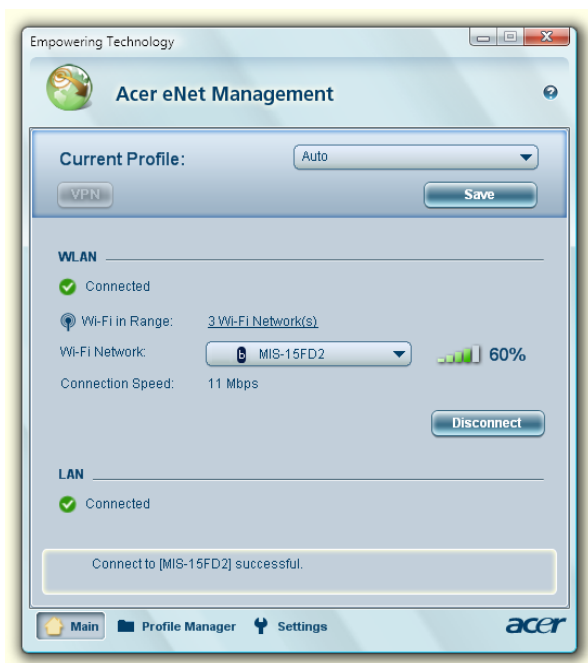 Empowering Technology
Acer eNet Management
Current Profile:
Auto
VPN
Save
WLAN
Connected
Wi-Fi in Range:
3 Wi-Fi Network(s)
Wi-Fi Network:
b MIS-15FD2
60%
Connection Speed:
11 Mbps
Disconnect
LAN
Connected
Connect to [MIS-15FD2] successful.
Main
Profile Manager
Settings
acer